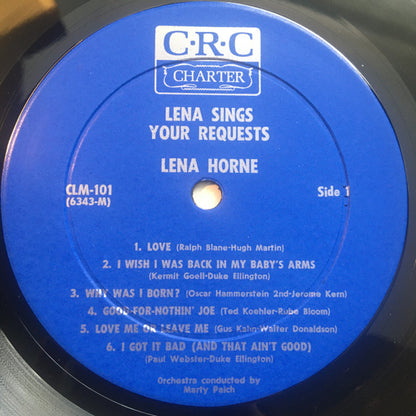 C·R·C
CHARTER
LENA SINGS
YOUR REQUESTS
LENA HORNE
CLM-101
(6343-M)
Side 1
1. LOVE (Ralph Blane-Hugh Martin)
2. I WISH I WAS BACK IN MY BABY'S ARMS
(Kermit Goell-Duke Ellington)
3. WHY WAS I BORN? (Oscar Hammerstein 2nd-Jerome Kern)
4. GOOD-FOR-NOTHIN' JOE (Ted Koehler-Rube Bloom)
5. LOVE ME OR LEAVE ME (Gus Kahn-Walter Donaldson)
6. I GOT IT BAD (AND THAT AIN'T GOOD)
(Paul Webster-Duke Ellington)
Orchestra conducted by
Marty Paich